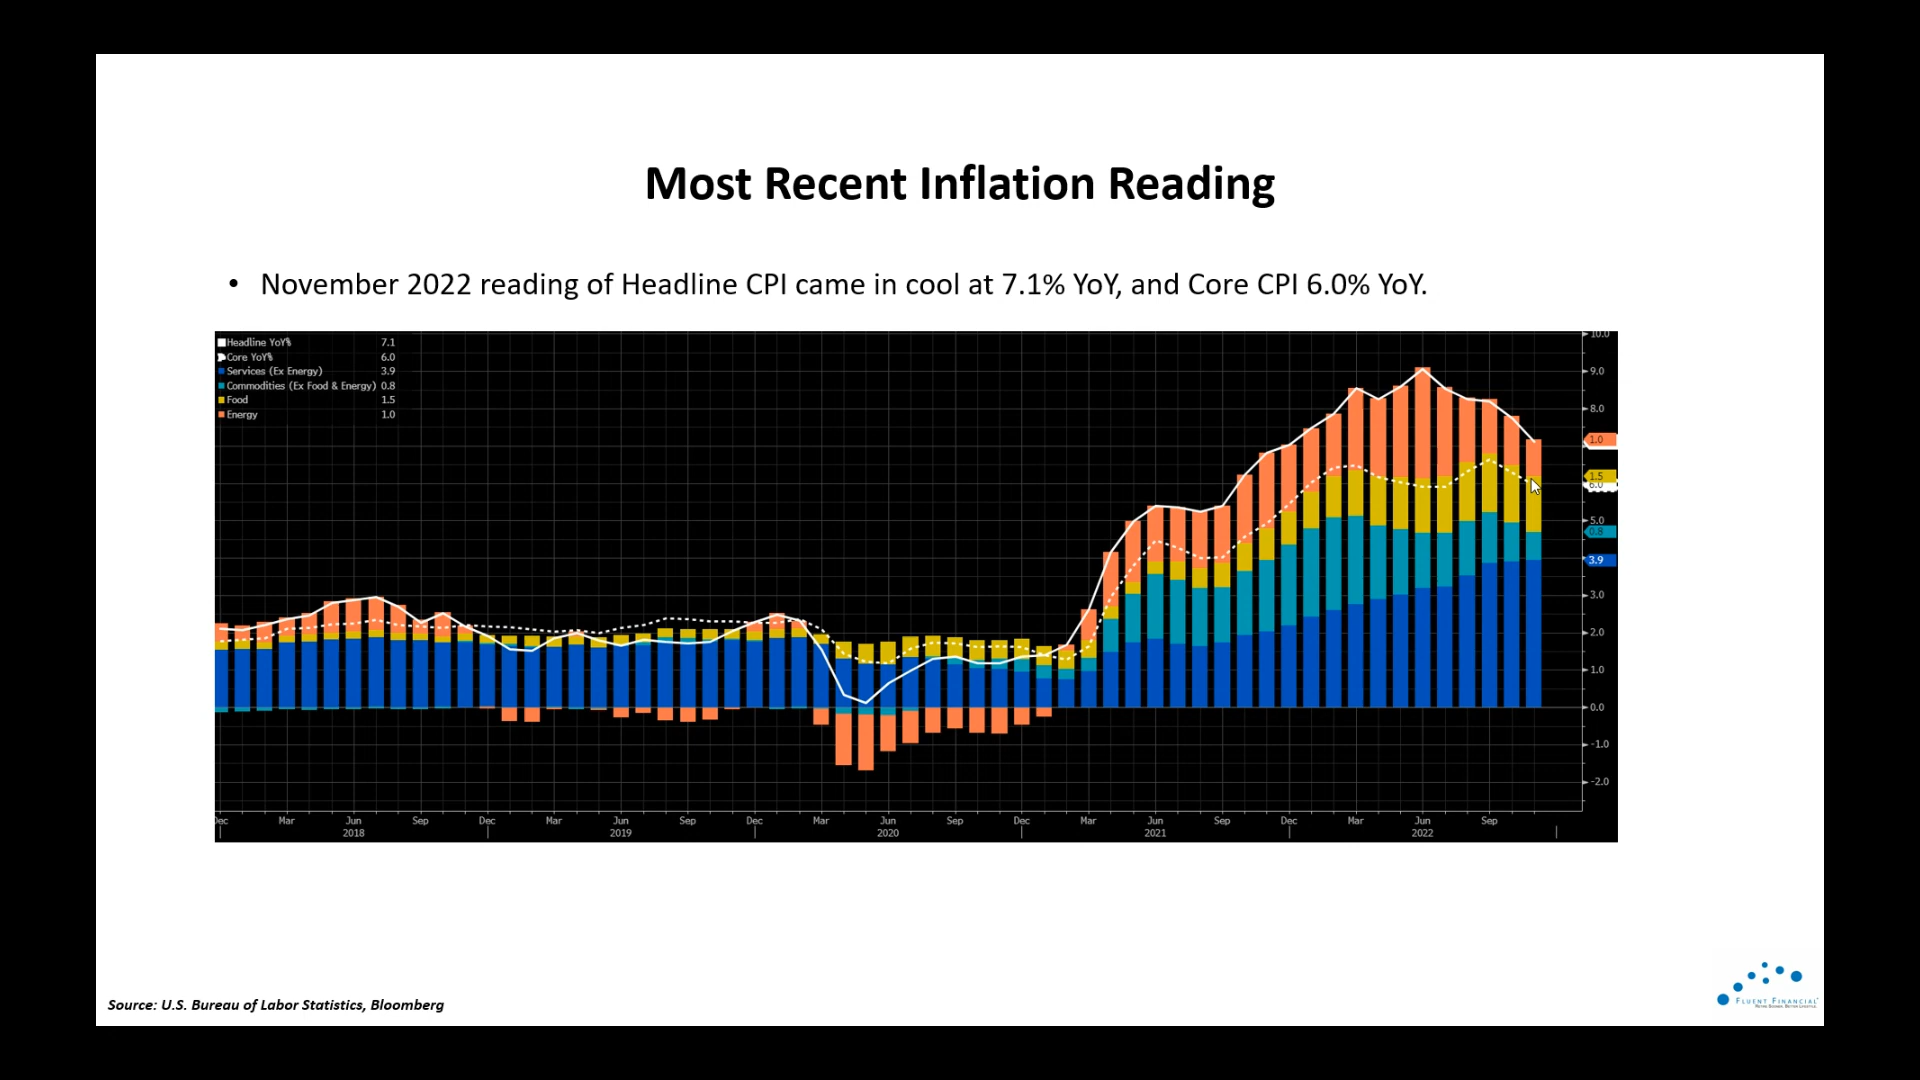 Most Recent Inflation Reading
• November 2022 reading of Headline CPI came in cool at 7.1% YoY, and Core CPI 6.0% YoY.
Headline YoY% 7.1
Core YoY% 6.0
Services (Ex Energy) 3.9
Commodities (Ex Food & Energy) 0.8
Food 1.5
Energy 1.0
10.0
9.0
8.0
1.0
1.5
6.0
5.0
0.8
3.9
3.0
2.0
1.0
0.0
-1.0
-2.0
Dec Mar Jun Sep Dec Mar Jun Sep Dec Mar Jun Sep Dec Mar Jun Sep Dec Mar Jun Sep
2018 2019 2020 2021 2022
Source: U.S. Bureau of Labor Statistics, Bloomberg
FLUENT FINANCIAL